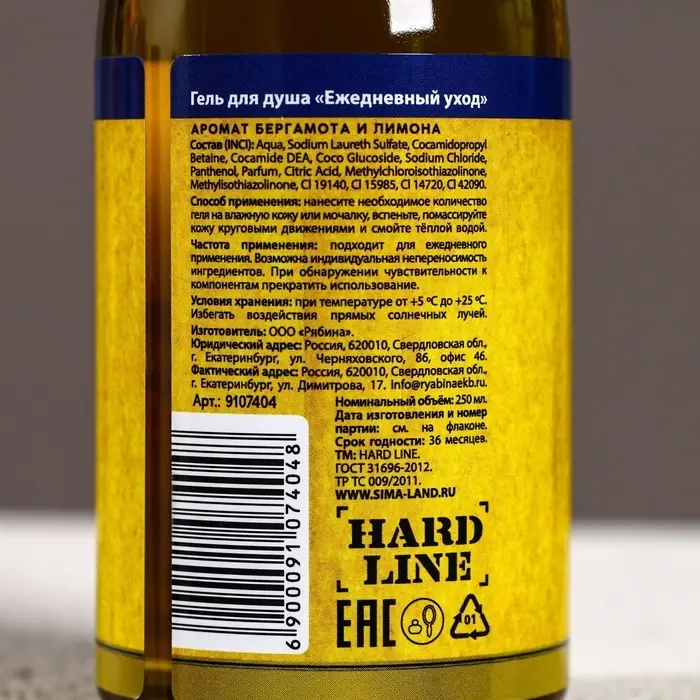 Гель для душа «Ежедневный уход»
АРОМАТ БЕРГАМОТА И ЛИМОНА
Состав (INCI): Aqua, Sodium Laureth Sulfate, Cocamidopropyl
Betaine, Cocamide DEA, Coco Glucoside, Sodium Chloride,
Panthenol, Parfum, Citric Acid, Methylchloroisothiazolinone,
Methylisothiazolinone, CI 19140, CI 15985, CI 14720, CI 42090.
Способ применения: нанесите необходимое количество
геля на влажную кожу или мочалку, вспеньте, помассируйте
кожу круговыми движениями и смойте тёплой водой.
Частота применения: подходит для ежедневного
применения. Возможна индивидуальная непереносимость
ингредиентов. При обнаружении чувствительности к
компонентам прекратить использование.
Условия хранения: при температуре от +5 ºC до +25 ºC.
Избегать воздействия прямых солнечных лучей.
Изготовитель: ООО «Рябина».
Юридический адрес: Россия, 620010, Свердловская обл.,
г. Екатеринбург, ул. Черняховского, 86, офис 46.
Фактический адрес: Россия, 620010, Свердловская обл.,
г. Екатеринбург, ул. Димитрова, 17. Info@ryabinaekb.ru.
Арт.: 9107404
Номинальный объём: 250 мл.
Дата изготовления и номер
партии: см. на флаконе.
Срок годности: 36 месяцев.
ТМ: HARD LINE.
ГОСТ 31696-2012.
ТР ТС 009/2011.
WWW.SIMA-LAND.RU
6 900091 074048
HARD
LINE
EAC
01